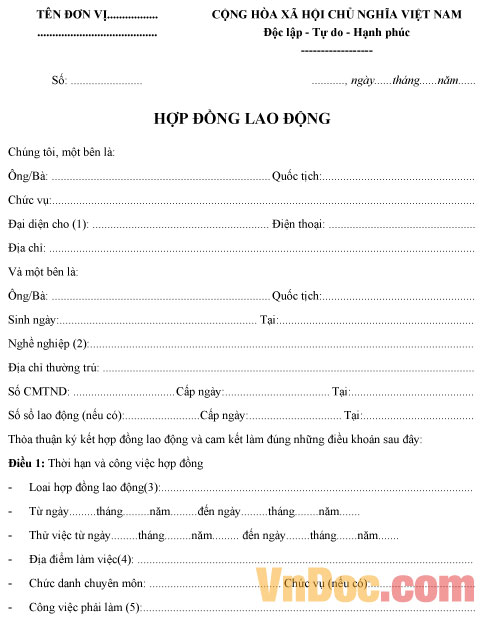 TÊN ĐƠN VỊ................. CỘNG HÒA XÃ HỘI CHỦ NGHĨA VIỆT NAM
........................................ Độc lập - Tự do - Hạnh phúc
------------------
Số: ........................ ..........., ngày......tháng......năm......
HỢP ĐỒNG LAO ĐỘNG
Chúng tôi, một bên là:
Ông/Bà: ......................................................................... Quốc tịch:...................................................
Chức vụ:.............................................................................................................................................
Đại diện cho (1): ........................................................... Điện thoại: ................................................
Địa chỉ: ..............................................................................................................................................
Và một bên là:
Ông/Bà: ......................................................................... Quốc tịch:...................................................
Sinh ngày:.................................................................. Tại:.................................................................
Nghề nghiệp (2):.................................................................................................................................
Địa chỉ thường trú: .............................................................................................................................
Số CMTND: .................................. Cấp ngày:.................................. Tại:.........................................
Số sổ lao động (nếu có):.........................Cấp ngày:.................................. Tại:......................................
Thỏa thuận ký kết hợp đồng lao động và cam kết làm đúng những điều khoản sau đây:
Điều 1: Thời hạn và công việc hợp đồng
- Loại hợp đồng lao động(3):........................................................................................................
- Từ ngày.........tháng.........năm.........đến ngày.........tháng.........năm.......
- Thử việc từ ngày.........tháng.........năm......... đến ngày.......tháng.........năm.........
- Địa điểm làm việc(4): ...............................................................................................................
- Chức danh chuyên môn: ............................................ Chức vụ (nếu có):...................................
- Công việc phải làm (5):.............................................................................................................
VnDoc.com